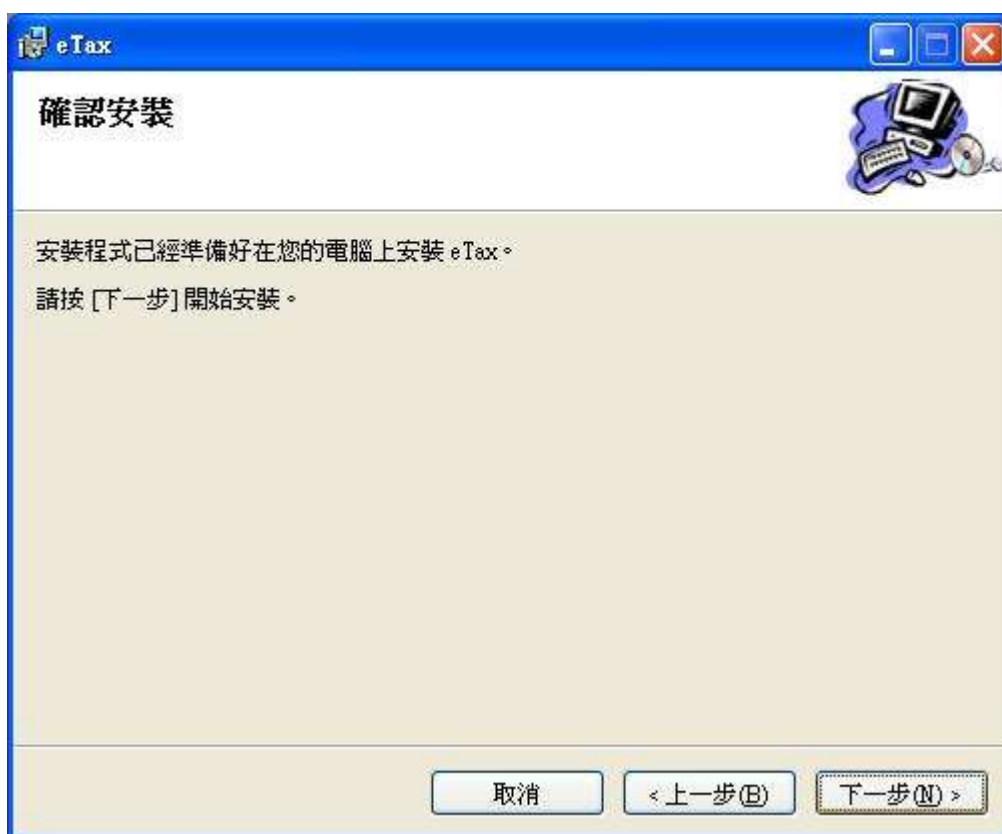 eTax
確認安裝
安裝程式已經準備好在您的電腦上安裝 eTax。
請按 [下一步] 開始安裝。
取消
<上一步(B)
下一步(N) >